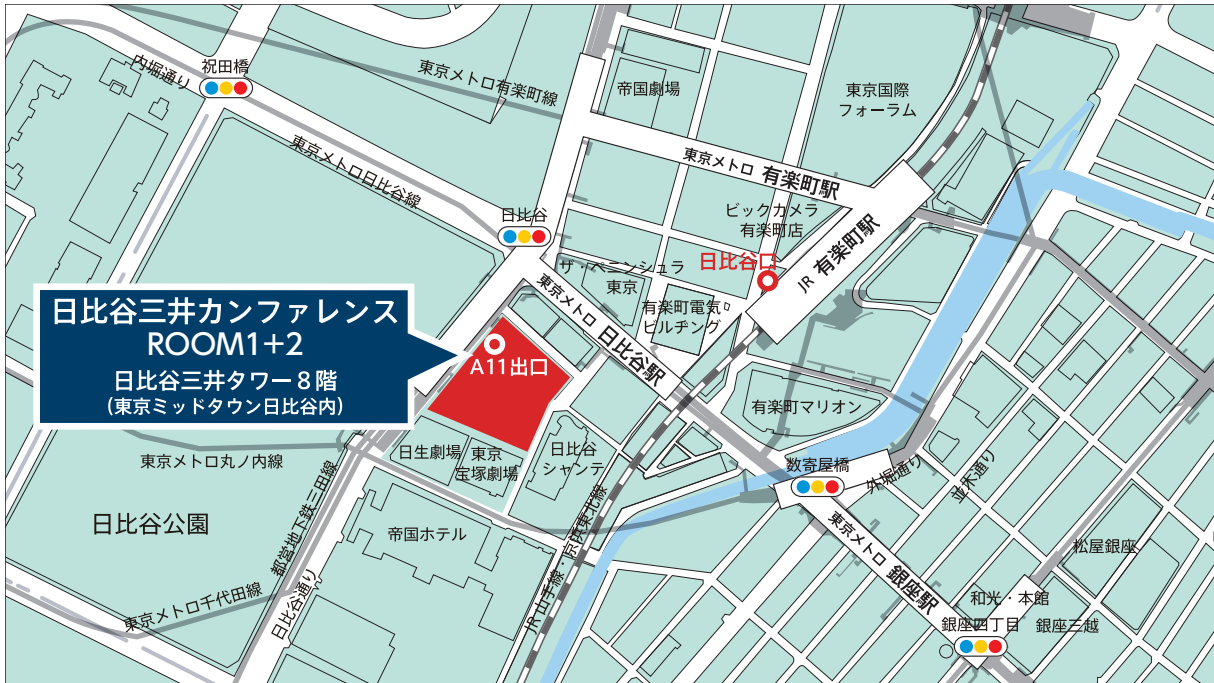 内堀通り
祝田橋
東京メトロ有楽町線
帝国劇場
東京国際
フォーラム
東京メトロ日比谷線
東京メトロ 有楽町駅
日比谷
ビックカメラ
有楽町店
JR 有楽町駅
ザ・ペニンシュラ
東京
日比谷口
有楽町電気
ビルヂング
東京メトロ 日比谷駅
日比谷三井カンファレンス
ROOM1+2
日比谷三井タワー8階
(東京ミッドタウン日比谷内)
A11出口
有楽町マリオン
東京メトロ丸ノ内線
日生劇場
東京
宝塚劇場
日比谷
シャンテ
数寄屋橋
外堀通り
並木通り
日比谷公園
都営地下鉄三田線
帝国ホテル
JR山手線・京浜東北線
東京メトロ 銀座駅
松屋銀座
東京メトロ千代田線
日比谷通り
和光・本館
銀座四丁目
銀座三越